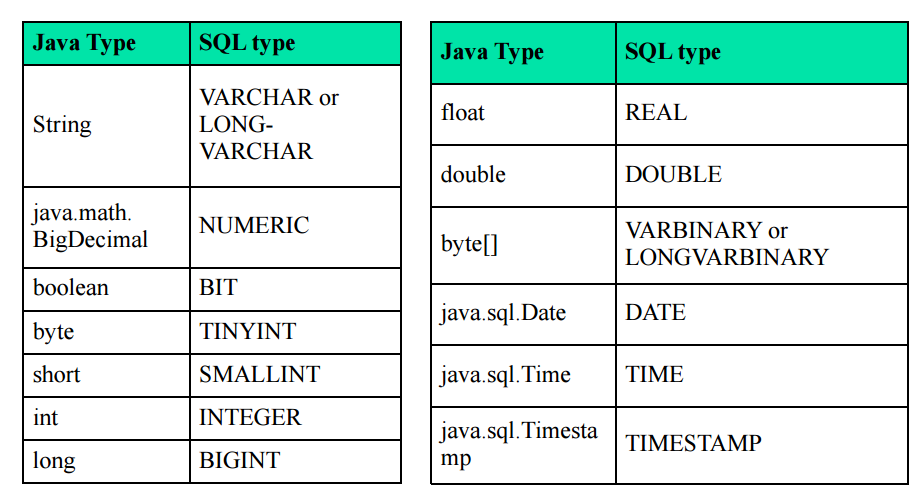 Java Type SQL type
String VARCHAR or
LONG-
VARCHAR
java.math.
BigDecimal NUMERIC
boolean BIT
byte TINYINT
short SMALLINT
int INTEGER
long BIGINT
Java Type SQL type
float REAL
double DOUBLE
byte[] VARBINARY or
LONGVARBINARY
java.sql.Date DATE
java.sql.Time TIME
java.sql.Timesta
mp TIMESTAMP